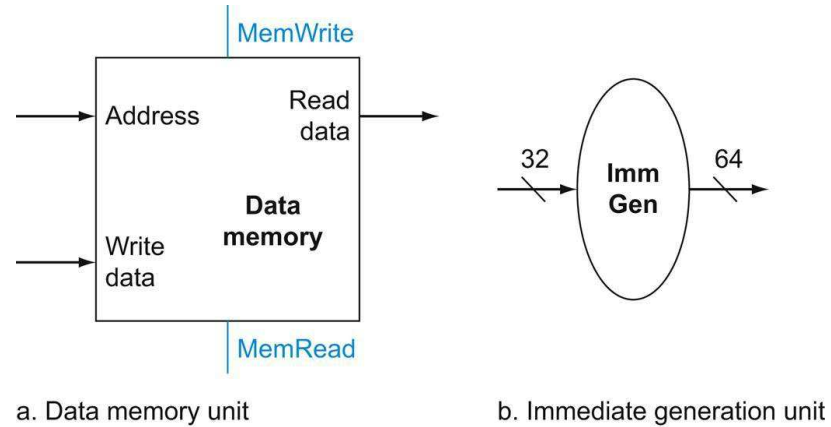 MemWrite
Address
Read
data
Data
memory
Write
data
MemRead
a. Data memory unit
32
Imm
Gen
64
b. Immediate generation unit